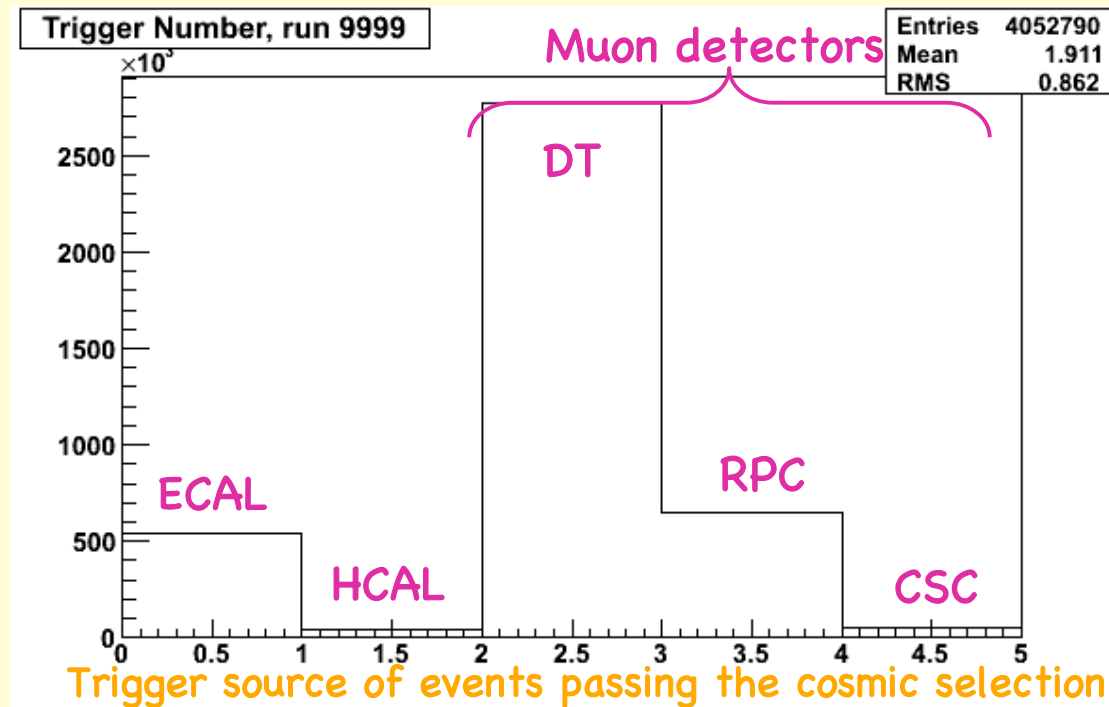 Trigger Number, run 9999
Entries 4052790
Mean 1.911
RMS 0.862
Muon detectors
×10³
2500
2000
1500
1000
500
0
DT
ECAL
HCAL
RPC
CSC
0 0.5 1 1.5 2 2.5 3 3.5 4 4.5 5
Trigger source of events passing the cosmic selection